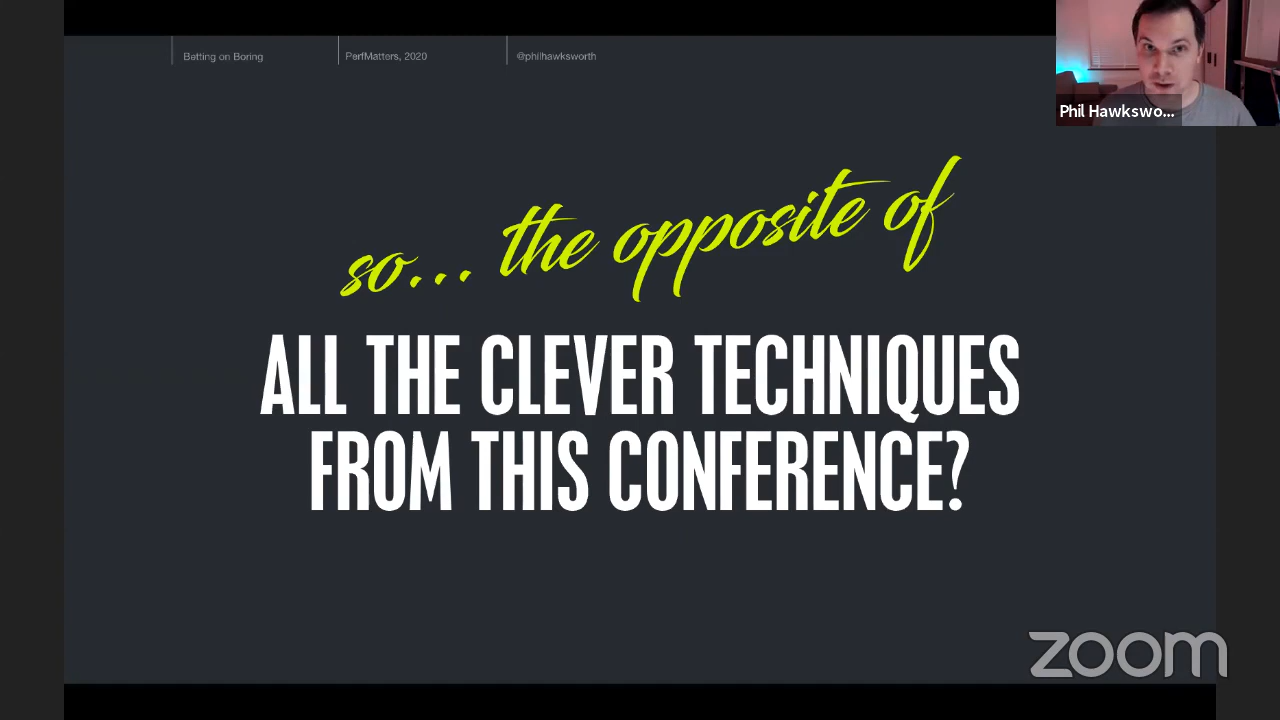 Betting on Boring
PerfMatters, 2020
@philhawksworth
Phil Hawkswo...
so... the opposite of
ALL THE CLEVER TECHNIQUES
FROM THIS CONFERENCE?
zoom